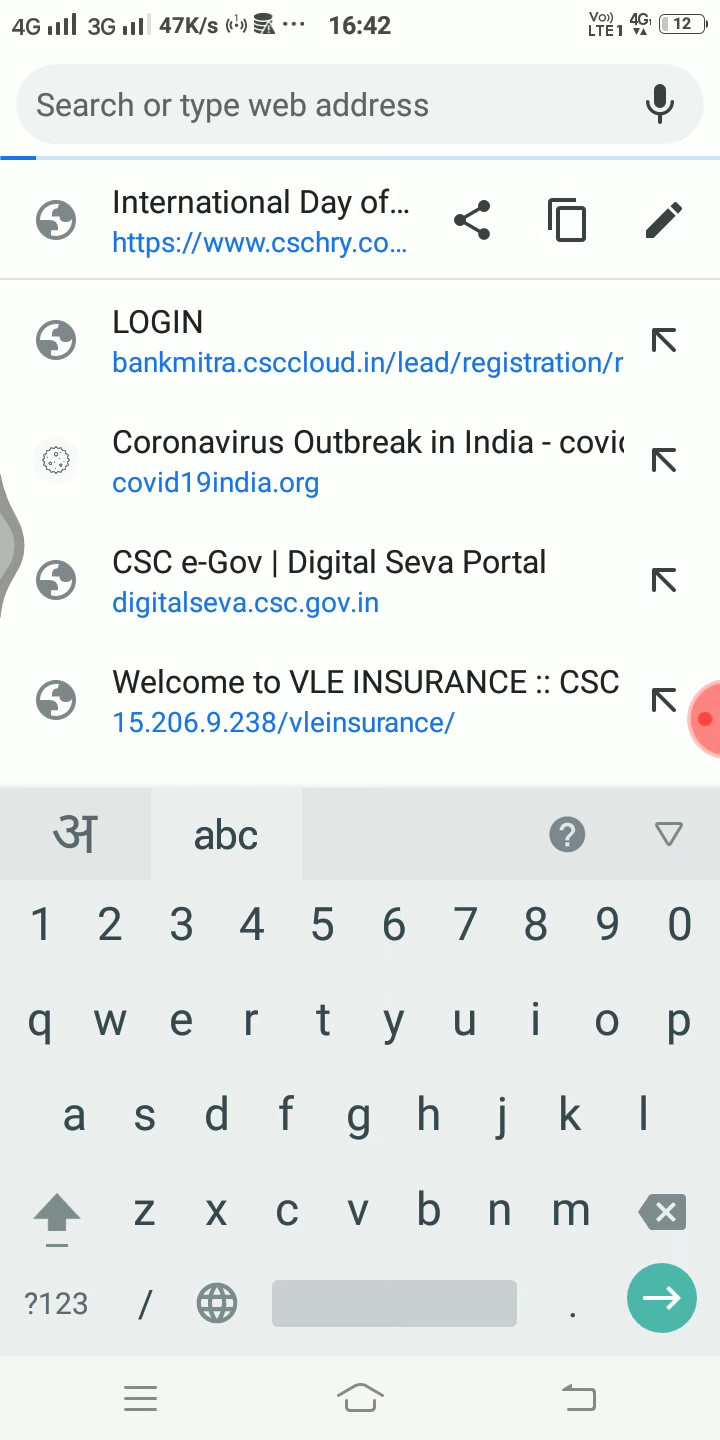 4G 3G 47K/s ... 16:42 Vo)) LTE1 4G 12
Search or type web address
International Day of...
https://www.cschry.co...
LOGIN
bankmitra.csccloud.in/lead/registration/r
Coronavirus Outbreak in India - covid
covid19india.org
CSC e-Gov | Digital Seva Portal
digitalseva.csc.gov.in
Welcome to VLE INSURANCE :: CSC
15.206.9.238/vleinsurance/
अ abc ?
1 2 3 4 5 6 7 8 9 0
q w e r t y u i o p
a s d f g h j k l
z x c v b n m
?123 / .